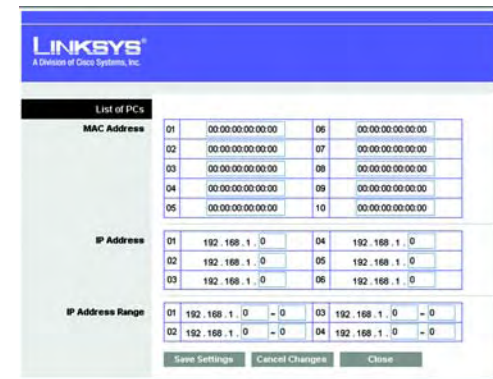 LINKSYS®
A Division of Cisco Systems, Inc.
List of PCs
MAC Address
01 00:00:00:00:00:00 06 00:00:00:00:00:00
02 00:00:00:00:00:00 07 00:00:00:00:00:00
03 00:00:00:00:00:00 08 00:00:00:00:00:00
04 00:00:00:00:00:00 09 00:00:00:00:00:00
05 00:00:00:00:00:00 10 00:00:00:00:00:00
IP Address
01 192.168.1.0 04 192.168.1.0
02 192.168.1.0 05 192.168.1.0
03 192.168.1.0 06 192.168.1.0
IP Address Range
01 192.168.1.0 ~ 0 03 192.168.1.0 ~ 0
02 192.168.1.0 ~ 0 04 192.168.1.0 ~ 0
Save Settings Cancel Changes Close